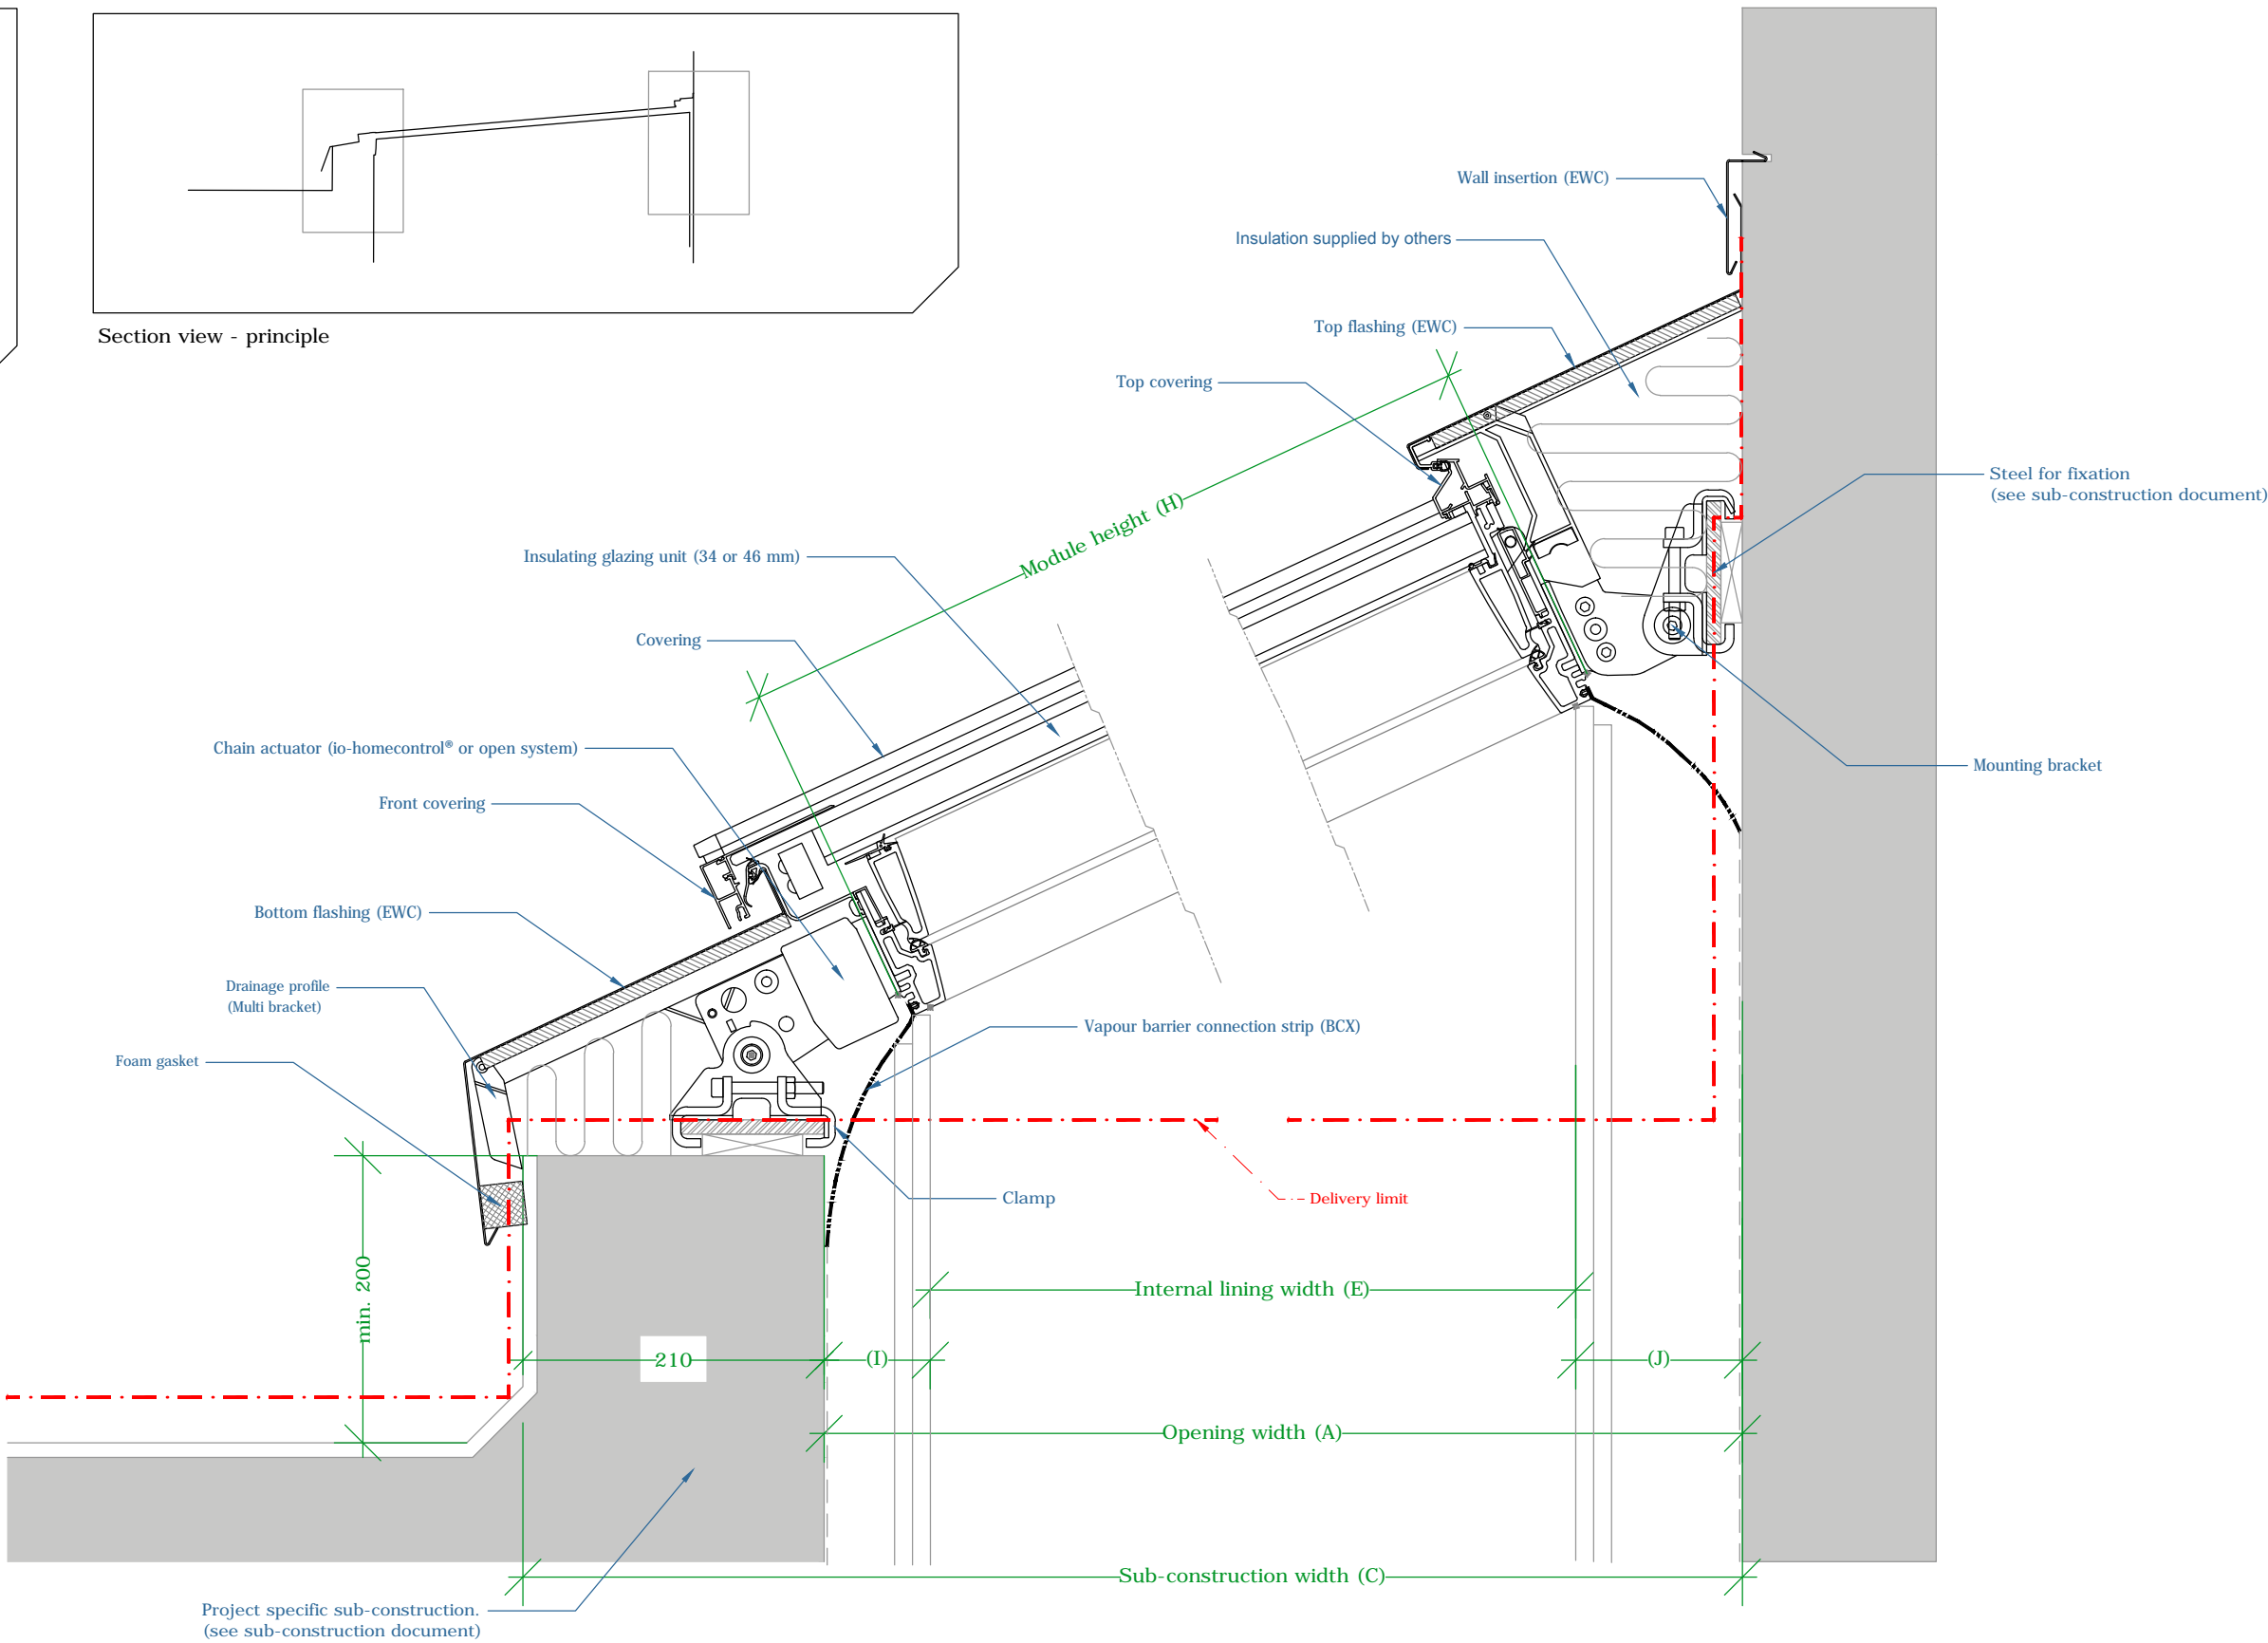 Section view - principle
Wall insertion (EWC)
Insulation supplied by others
Top flashing (EWC)
Top covering
Steel for fixation
(see sub-construction document)
Module height (H)
Insulating glazing unit (34 or 46 mm)
Covering
Chain actuator (io-homecontrol® or open system)
Mounting bracket
Front covering
Bottom flashing (EWC)
Drainage profile
(Multi bracket)
Vapour barrier connection strip (BCX)
Foam gasket
Clamp
Delivery limit
min. 200
Internal lining width (E)
210
(I)
(J)
Opening width (A)
Sub-construction width (C)
Project specific sub-construction.
(see sub-construction document)